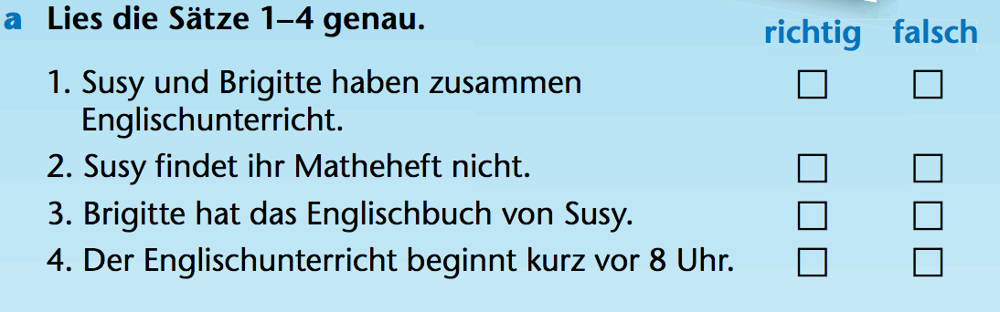 a Lies die Sätze 1–4 genau.
richtig falsch
1. Susy und Brigitte haben zusammen
Englischunterricht.
2. Susy findet ihr Matheheft nicht.
3. Brigitte hat das Englischbuch von Susy.
4. Der Englischunterricht beginnt kurz vor 8 Uhr.